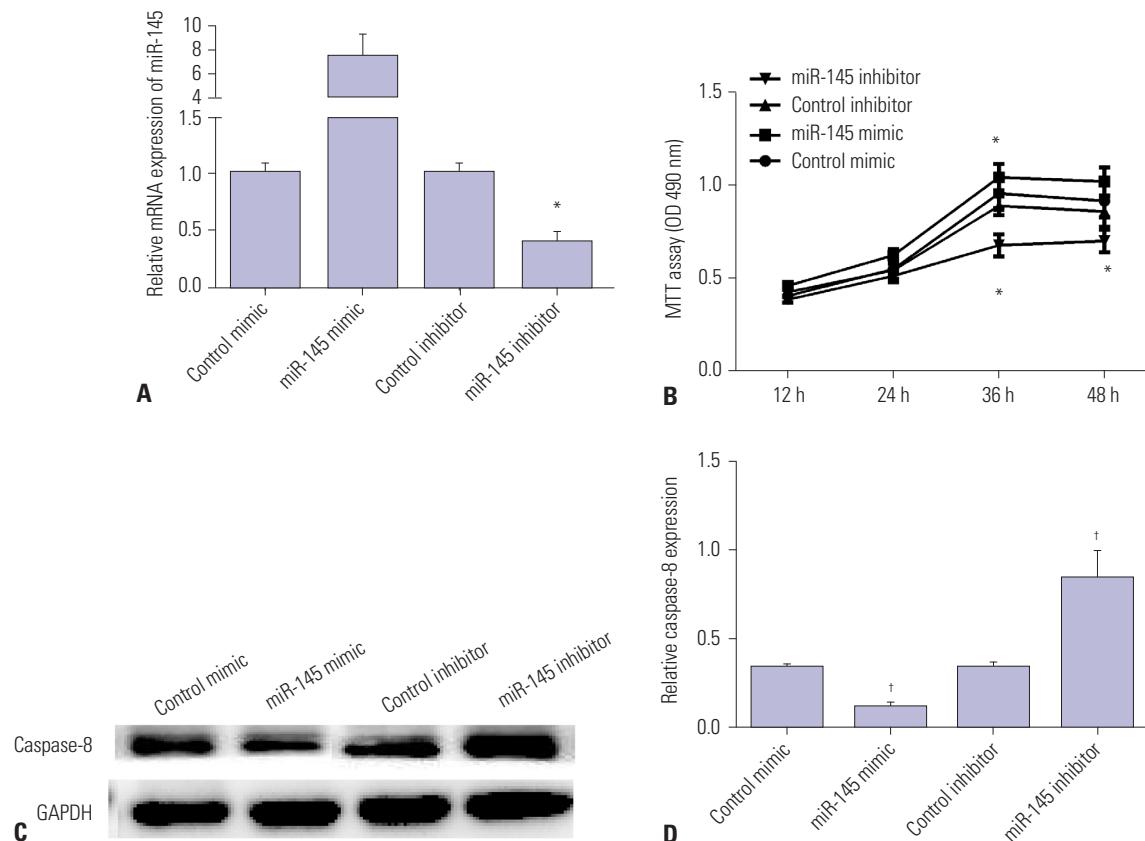 Relative mRNA expression of miR-145
10
8
6
4
1.5
1.0
0.5
0.0
*
Control mimic
miR-145 mimic
Control inhibitor
miR-145 inhibitor
A
MTT assay (OD 490 nm)
miR-145 inhibitor
Control inhibitor
miR-145 mimic
Control mimic
1.5
1.0
0.5
0.0
*
*
*
12 h
24 h
36 h
48 h
B
Control mimic
miR-145 mimic
Control inhibitor
miR-145 inhibitor
Caspase-8
GAPDH
C
Relative caspase-8 expression
1.5
1.0
0.5
0.0
†
†
Control mimic
miR-145 mimic
Control inhibitor
miR-145 inhibitor
D